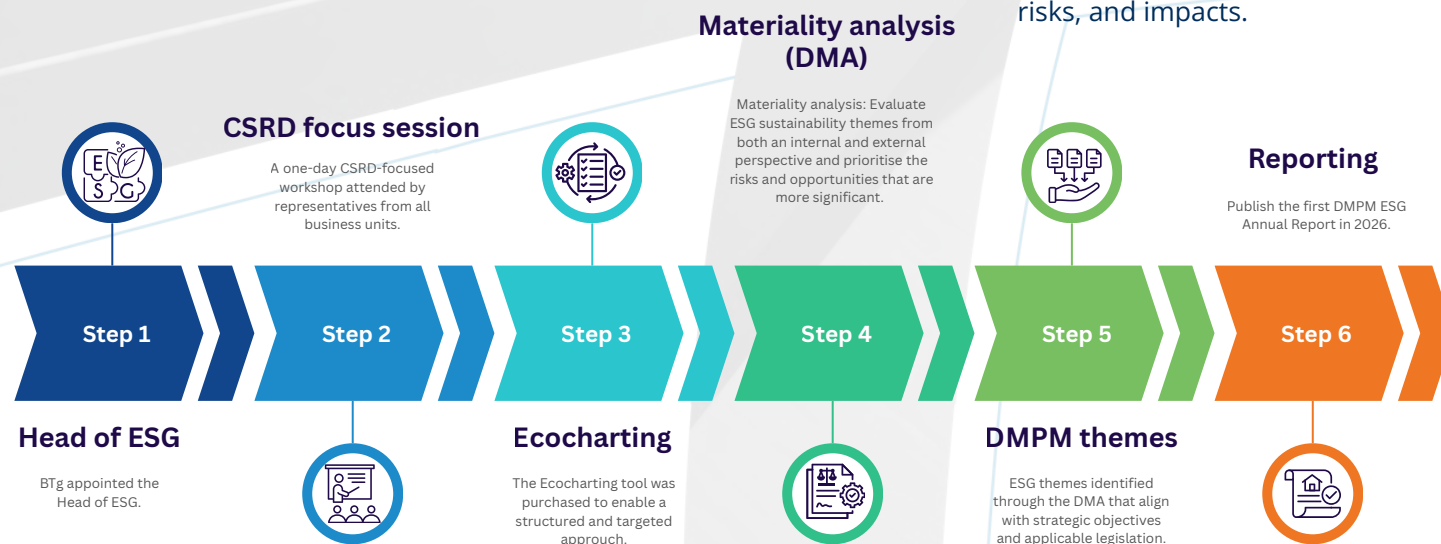 risks, and impacts.
Materiality analysis
(DMA)
Materiality analysis: Evaluate
ESG sustainability themes from
both an internal and external
perspective and prioritise the
risks and opportunities that are
more significant.
CSRD focus session
A one-day CSRD-focused
workshop attended by
representatives from all
business units.
Reporting
Publish the first DMPM ESG
Annual Report in 2026.
E
S G
Step 1
Step 2
Step 3
Step 4
Step 5
Step 6
Head of ESG
BTg appointed the
Head of ESG.
Ecocharting
The Ecocharting tool was
purchased to enable a
structured and targeted
approuch.
DMPM themes
ESG themes identified
through the DMA that align
with strategic objectives
and applicable legislation.